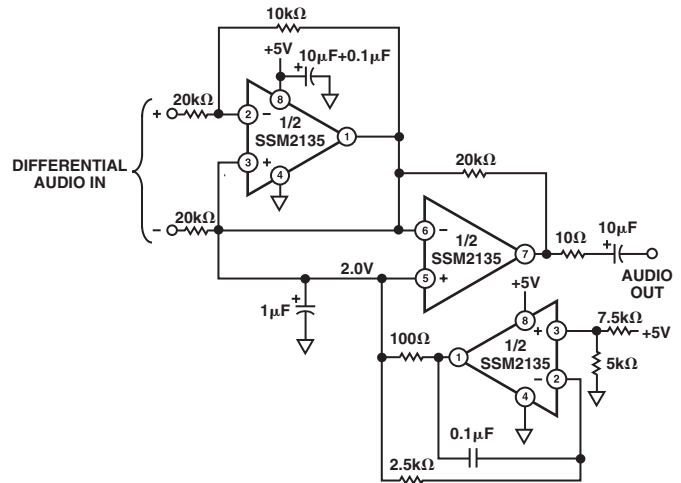 10kΩ
+5V
10μF+0.1μF
+
20kΩ
+
2
−
8
1/2
SSM2135
1
3
+
4
DIFFERENTIAL
AUDIO IN
20kΩ
−
20kΩ
6
−
1/2
SSM2135
7
10Ω
10μF
+
AUDIO
OUT
2.0V
5
+
1μF
+
+5V
8
3
+
7.5kΩ
+5V
100Ω
1
1/2
SSM2135
5kΩ
−
2
4
0.1μF
2.5kΩ